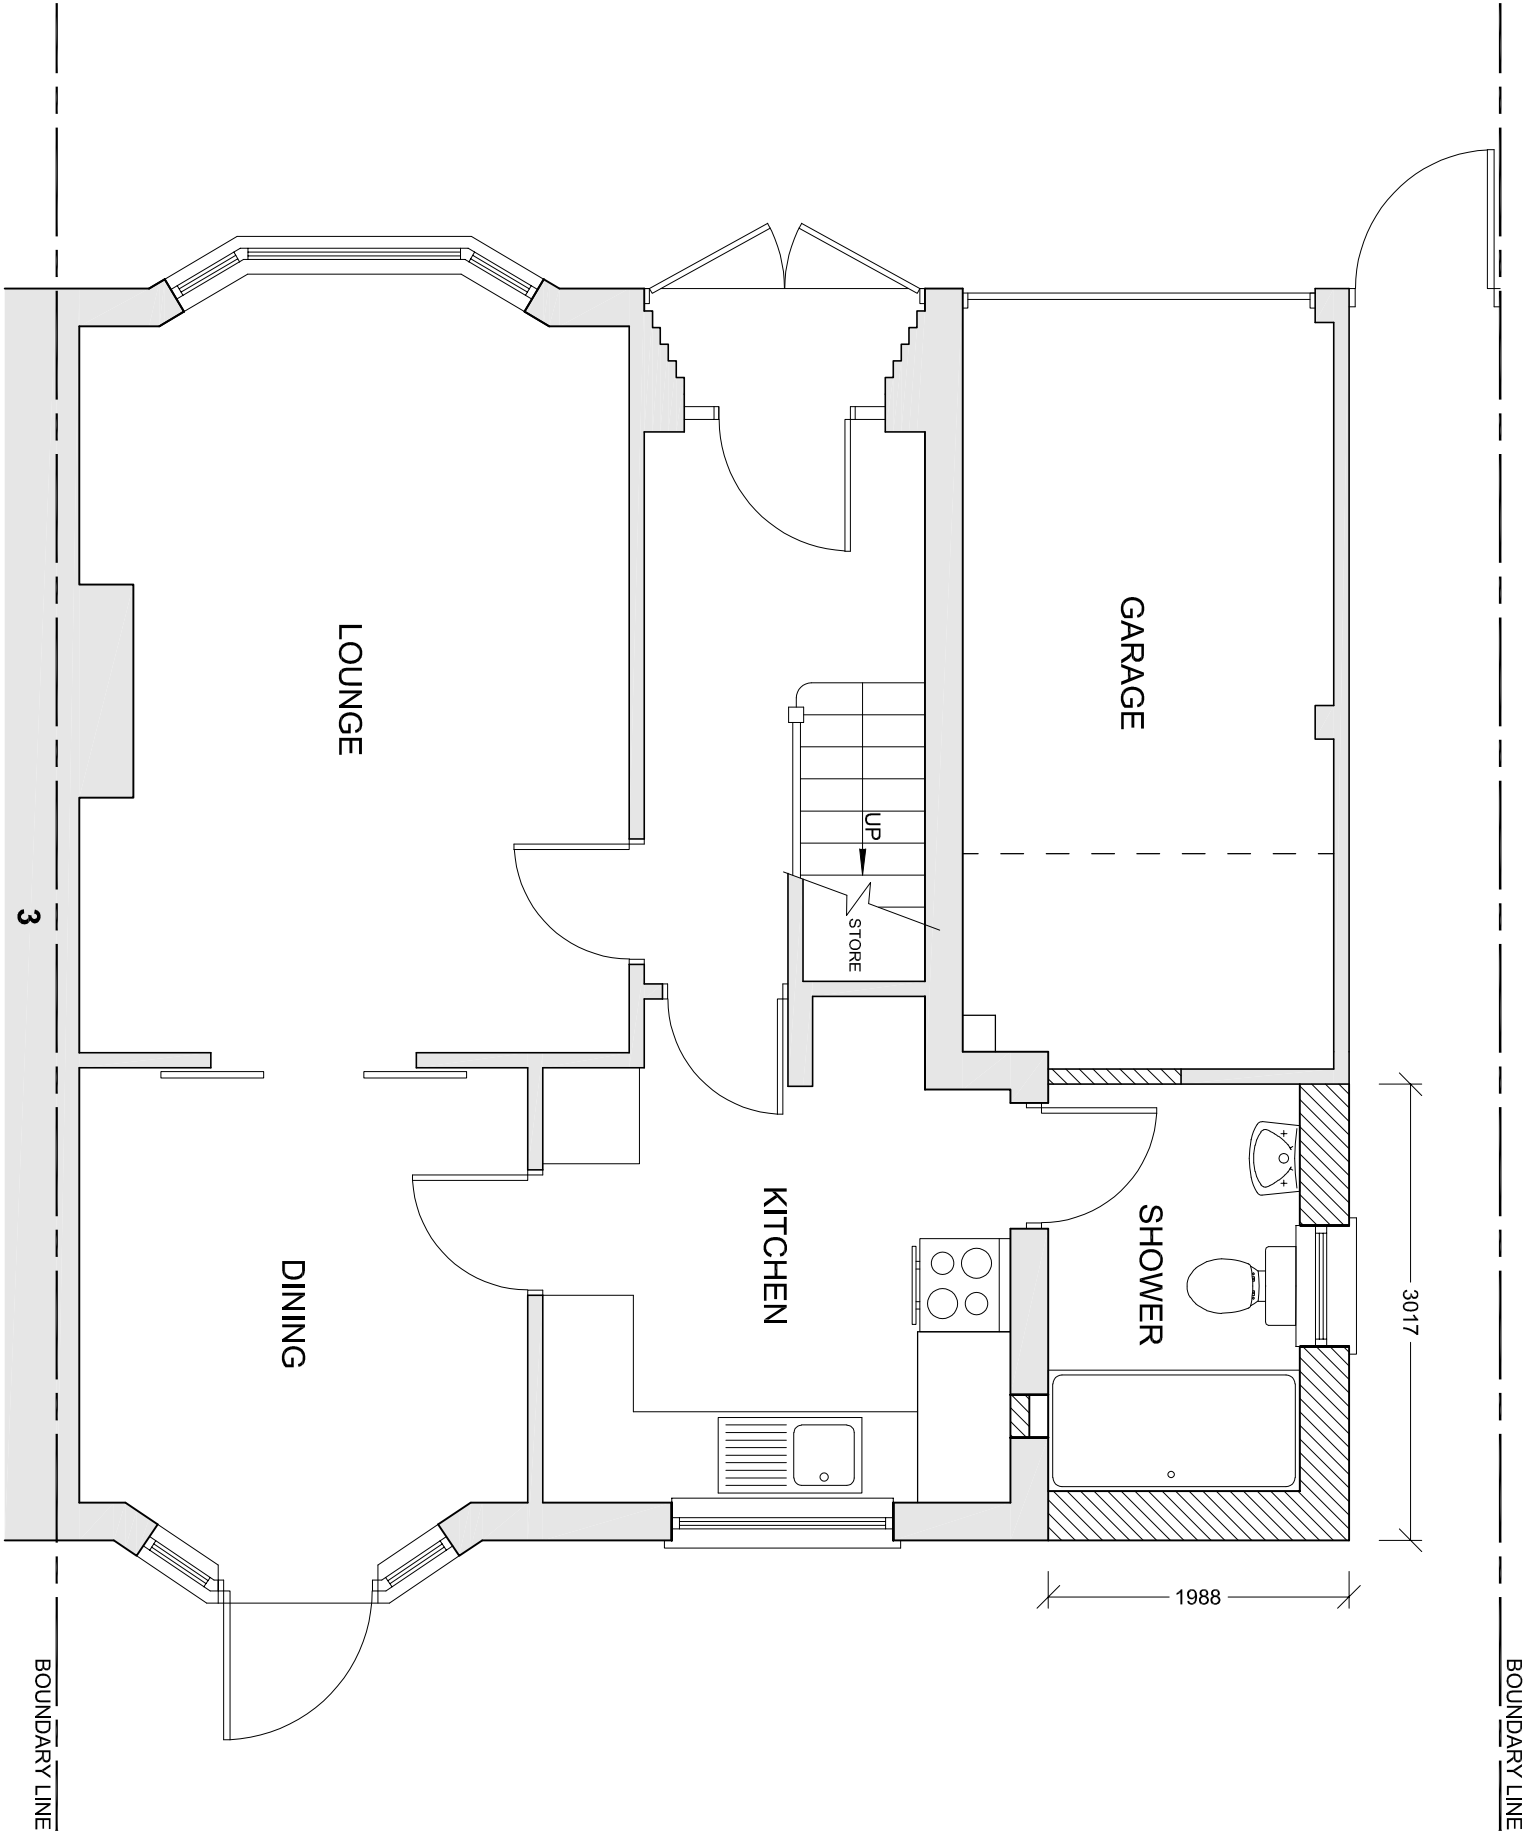 GARAGE
LOUNGE
UP
STORE
3
KITCHEN
SHOWER
DINING
3017
1988
BOUNDARY LINE
BOUNDARY LINE